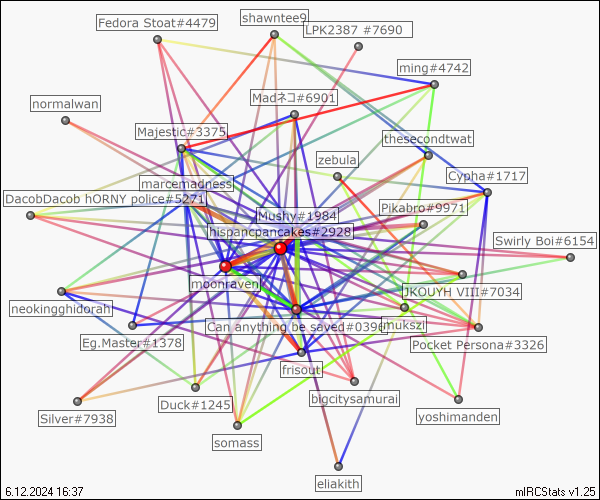 shawntee9
Fedora Stoat#4479
LPK2387 #7690
ming#4742
normalwan
Madネコ#6901
Majestic#3375
thesecondtwat
zebula
Cypha#1717
marcemadness
DacobDacob hORNY police#5271
Mushy#1984
Pikabro#9971
hispancpancakes#2928
Swirly Boi#6154
moonraven
JKOUYH VIII#7034
neokingghidorah
Can anything be saved#0396
mukszi
Eg.Master#1378
Pocket Persona#3326
frisout
bigcitysamurai
Silver#7938
Duck#1245
yoshimanden
somass
eliakith
6.12.2024 16:37
mIRCStats v1.25